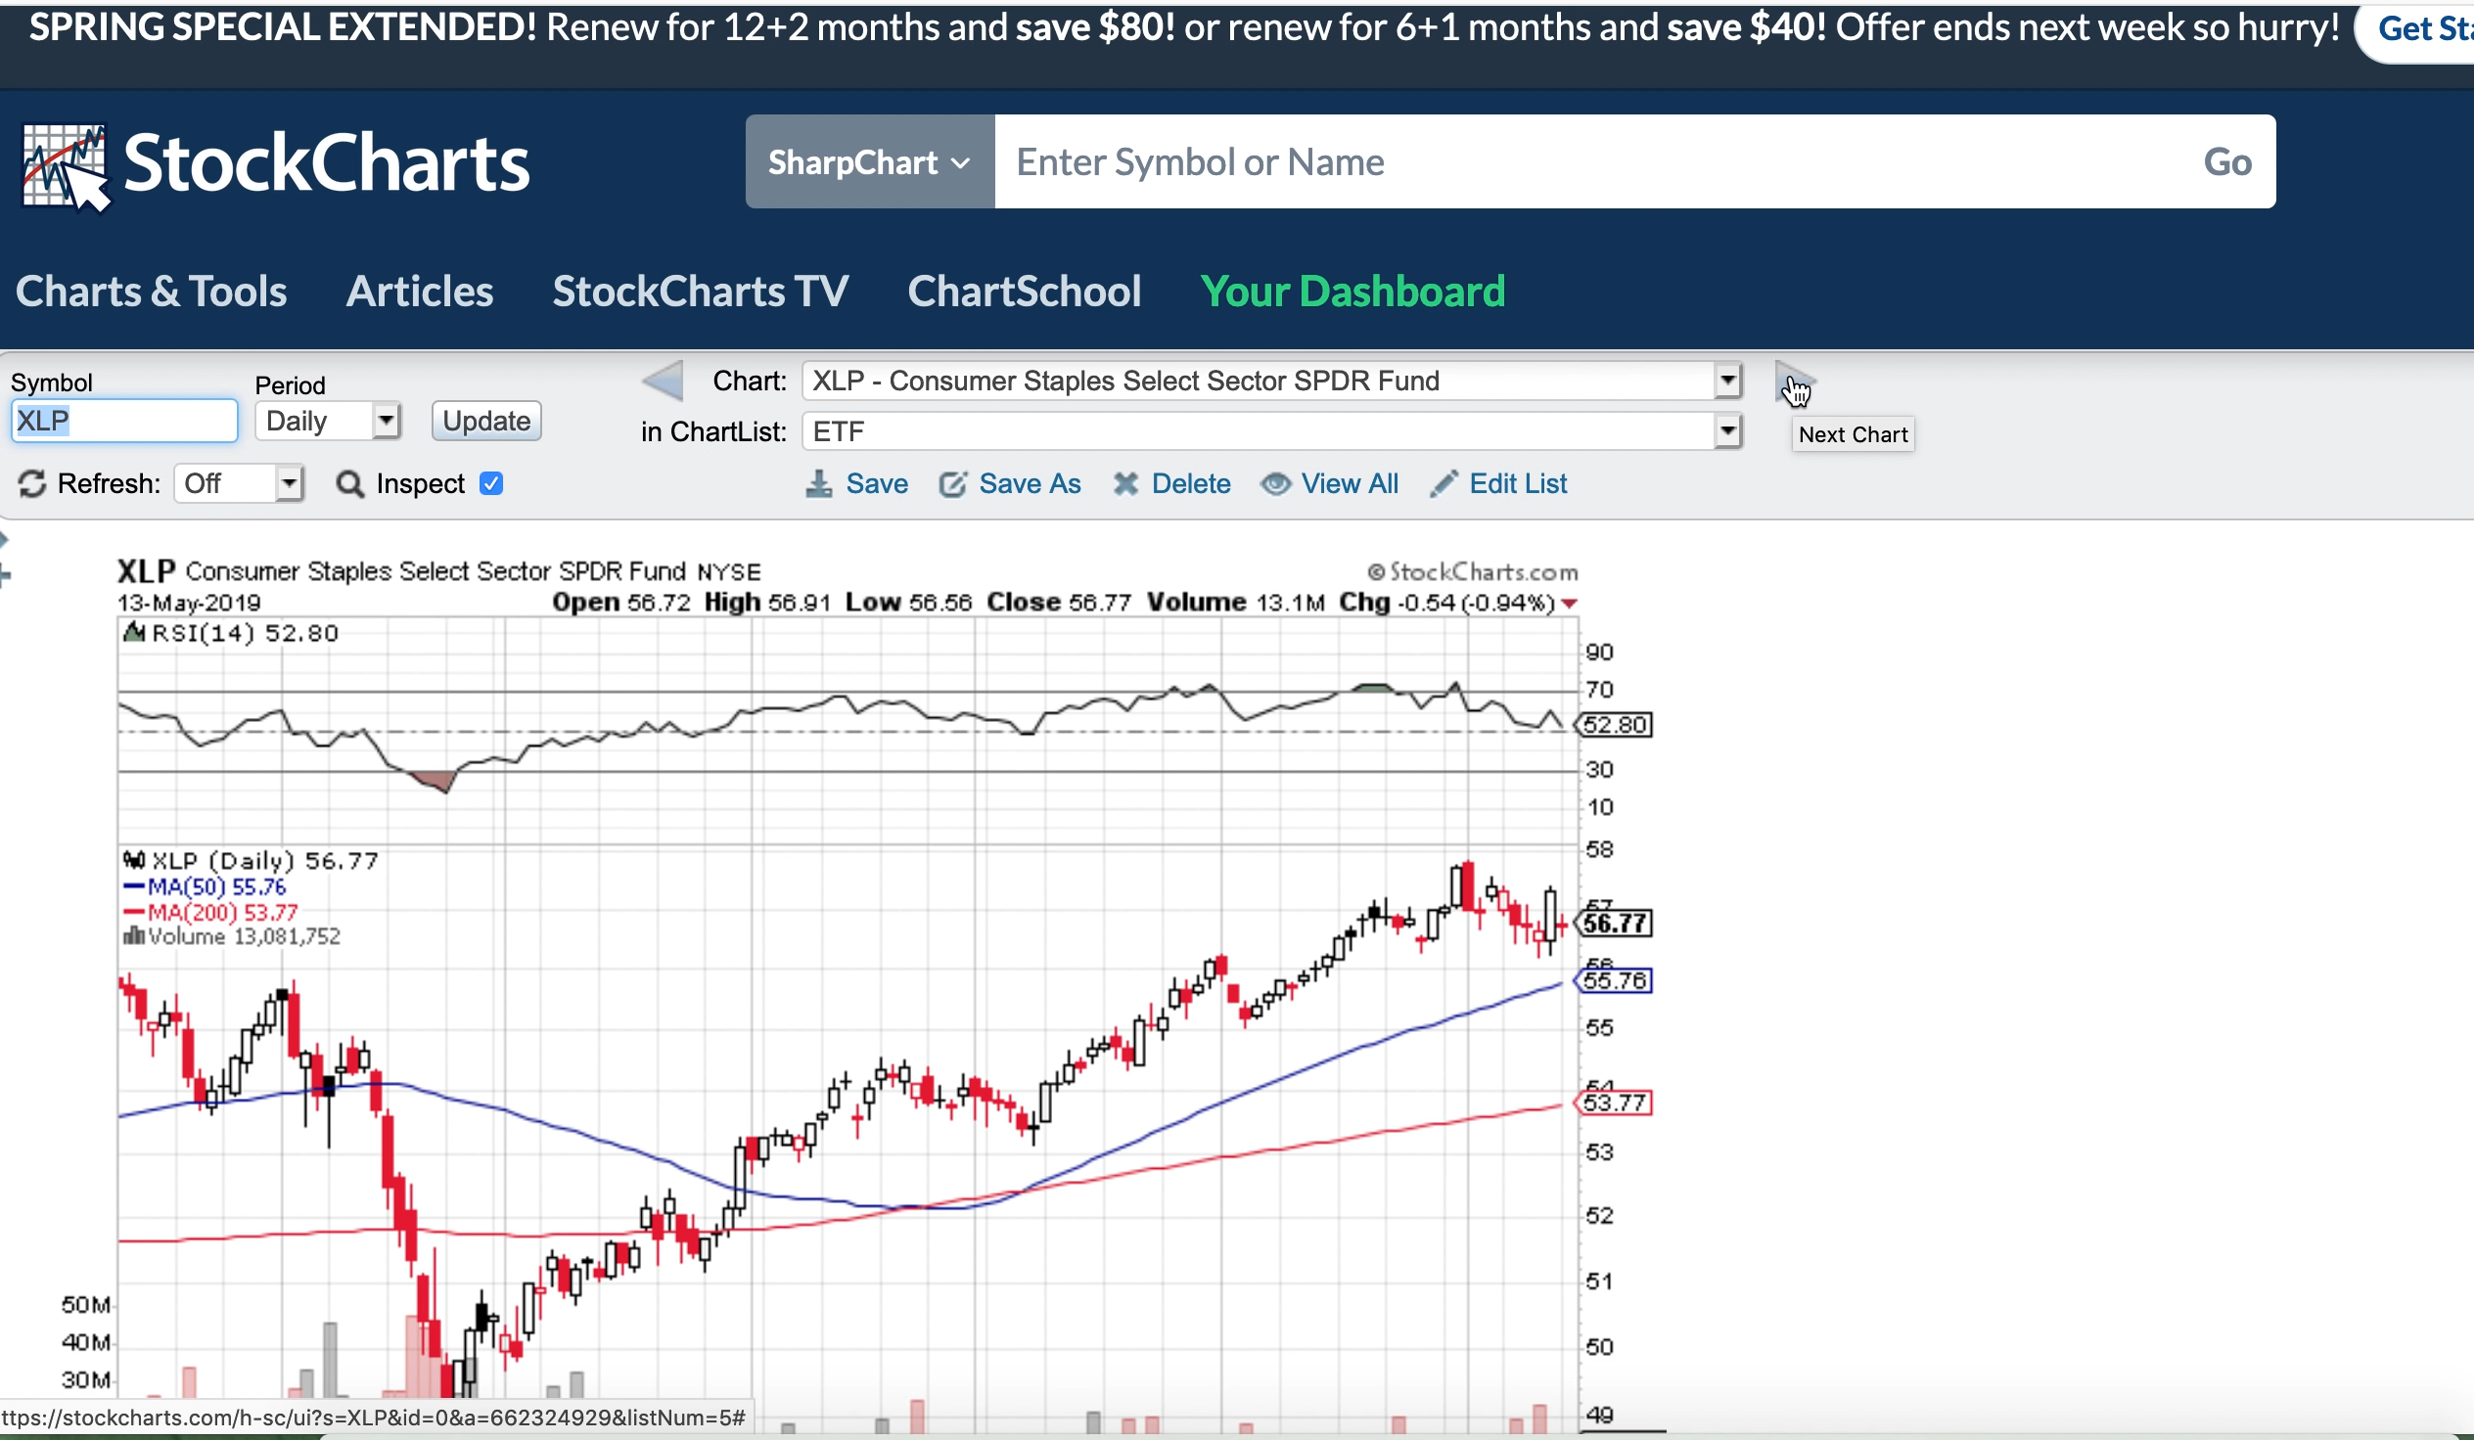 SPRING SPECIAL EXTENDED! Renew for 12+2 months and save $80! or renew for 6+1 months and save $40! Offer ends next week so hurry!
Get
StockCharts
SharpChart
Enter Symbol or Name
Go
Charts & Tools
Articles
StockCharts TV
ChartSchool
Your Dashboard
Symbol
Period
Chart:
XLP - Consumer Staples Select Sector SPDR Fund
XLP
Daily
Update
in ChartList:
ETF
Next Chart
Refresh:
Off
Inspect
Save
Save As
Delete
View All
Edit List
XLP Consumer Staples Select Sector SPDR Fund NYSE
© StockCharts.com
13-May-2019
Open 56.72 High 56.91 Low 56.56 Close 56.77 Volume 13.1M Chg -0.54 (-0.94%)
RSI(14) 52.80
90
70
52.80
30
10
58
XLP (Daily) 56.77
MA(50) 55.76
MA(200) 53.77
Volume 13,081,752
57
56.77
56
55.76
55
54
53.77
53
52
51
50M
40M
50
30M
49
ttps://stockcharts.com/h-sc/ui?s=XLP&id=0&a=662324929&listNum=5#